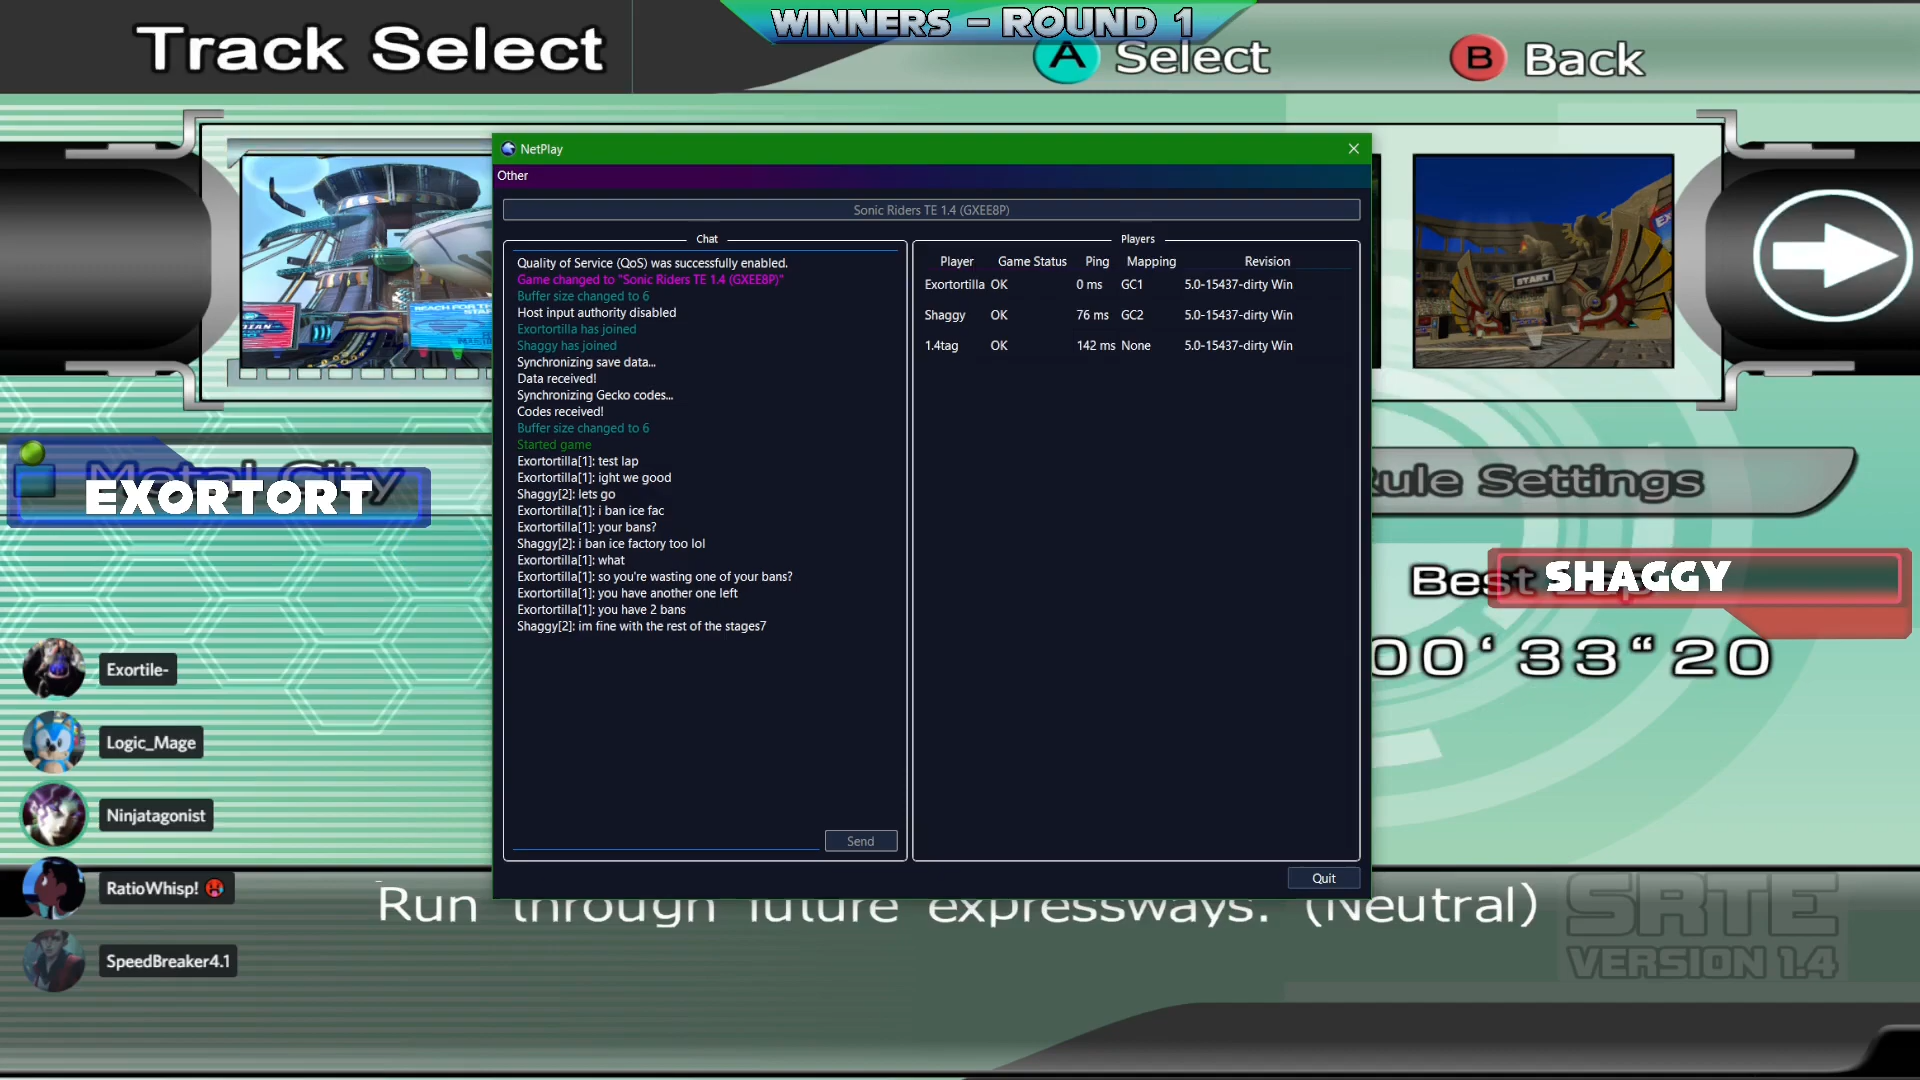 WINNERS - ROUND 1
Track Select
A Select
B Back
NetPlay
Other
Sonic Riders TE 1.4 (GXEE8P)
Chat
Quality of Service (QoS) was successfully enabled.
Game changed to "Sonic Riders TE 1.4 (GXEE8P)"
Buffer size changed to 6
Host input authority disabled
Exortortilla has joined
Shaggy has joined
Synchronizing save data...
Data received!
Synchronizing Gecko codes...
Codes received!
Buffer size changed to 6
Started game
Exortortilla[1]: test lap
Exortortilla[1]: ight we good
Shaggy[2]: lets go
Exortortilla[1]: i ban ice fac
Exortortilla[1]: your bans?
Shaggy[2]: i ban ice factory too lol
Exortortilla[1]: what
Exortortilla[1]: so you're wasting one of your bans?
Exortortilla[1]: you have another one left
Exortortilla[1]: you have 2 bans
Shaggy[2]: im fine with the rest of the stages7
Send
Players
Player Game Status Ping Mapping Revision
Exortortilla OK 0 ms GC1 5.0-15437-dirty Win
Shaggy OK 76 ms GC2 5.0-15437-dirty Win
1.4tag OK 142 ms None 5.0-15437-dirty Win
Quit
START
Metal City
EXORTORT
Rule Settings
Best Lap
SHAGGY
00‘33“20
Exortile-
Logic_Mage
Ninjatagonist
RatioWhisp!
SpeedBreaker4.1
Run through future expressways. (Neutral)
SRTE
VERSION 1.4